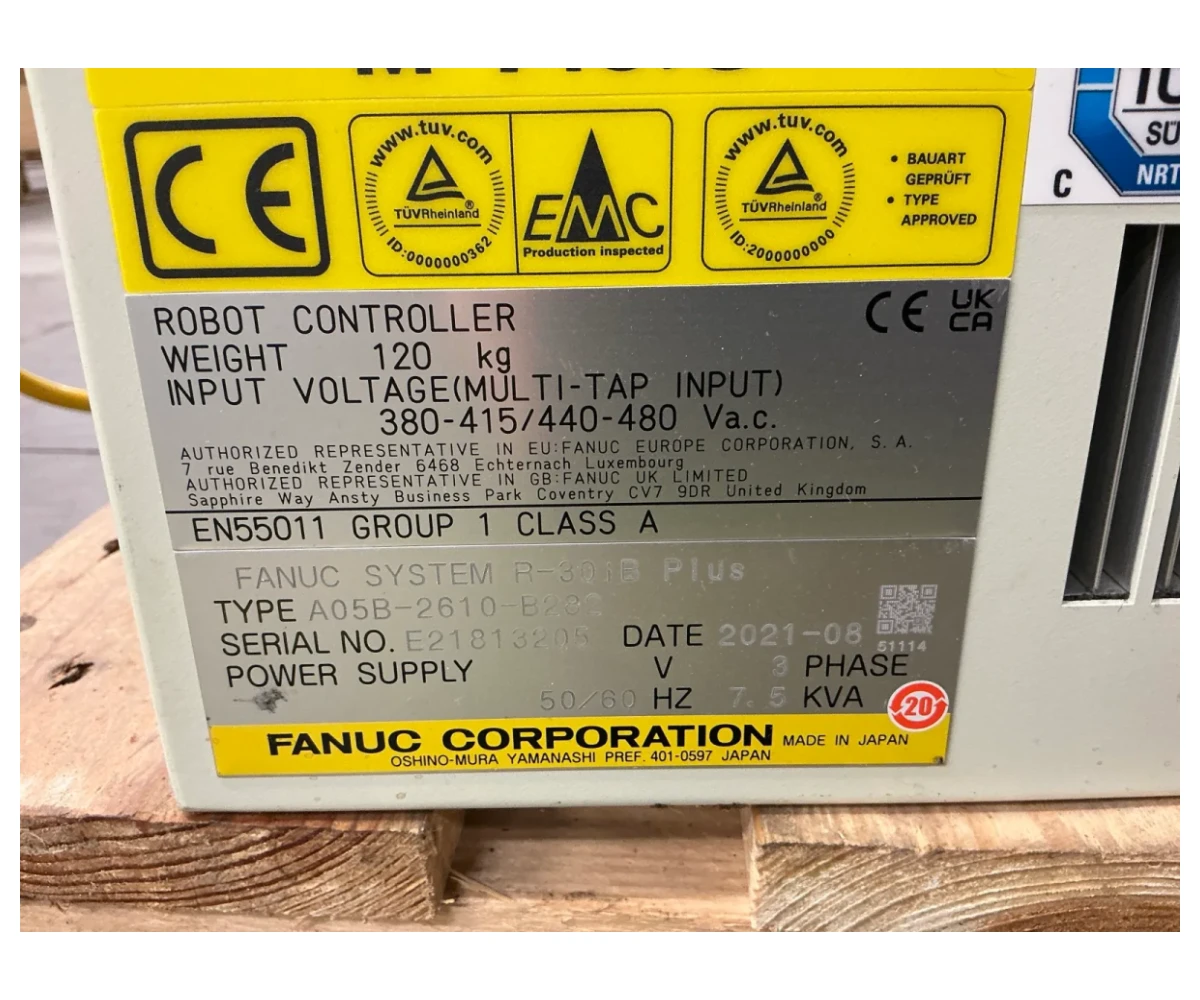 CE
www.tuv.com
TÜVRheinland®
ID:0000000362
EMC
Production inspected
www.tuv.com
TÜVRheinland®
ID:2000000000
• BAUART
GEPRÜFT
• TYPE
APPROVED
C
NRT
ROBOT CONTROLLER
CE UK CA
WEIGHT 120 kg
INPUT VOLTAGE(MULTI-TAP INPUT)
380-415/440-480 Va.c.
AUTHORIZED REPRESENTATIVE IN EU:FANUC EUROPE CORPORATION, S. A.
7 rue Benedikt Zender 6468 Echternach Luxembourg
AUTHORIZED REPRESENTATIVE IN GB:FANUC UK LIMITED
Sapphire Way Ansty Business Park Coventry CV7 9DR United Kingdom
EN55011 GROUP 1 CLASS A
FANUC SYSTEM R-30iB Plus
TYPE
SERIAL NO. E21813205 DATE 2021-08
51114
POWER SUPPLY V 3 PHASE
50/60 HZ 7.5 KVA
20
FANUC CORPORATION MADE IN JAPAN
OSHINO-MURA YAMANASHI PREF. 401-0597 JAPAN